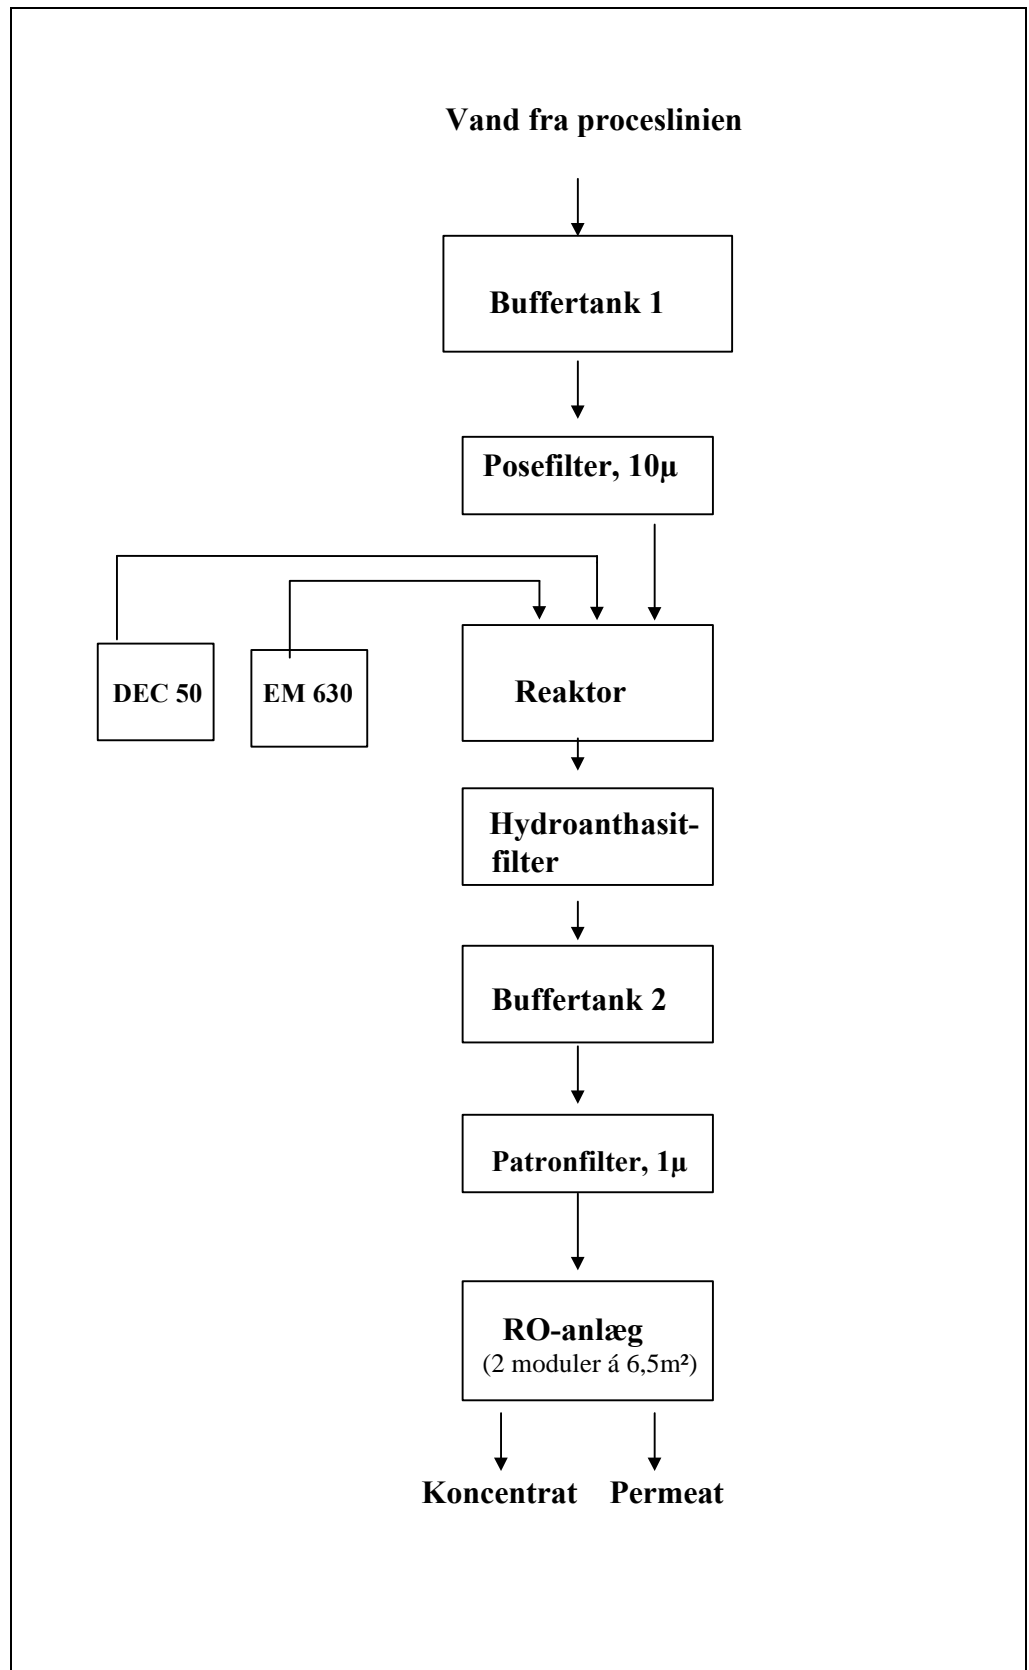 Vand fra proceslinien
Buffertank 1
Posefilter, 10µ
DEC 50
EM 630
Reaktor
Hydroanthasit-
filter
Buffertank 2
Patronfilter, 1µ
RO-anlæg
(2 moduler á 6,5m²)
Koncentrat Permeat